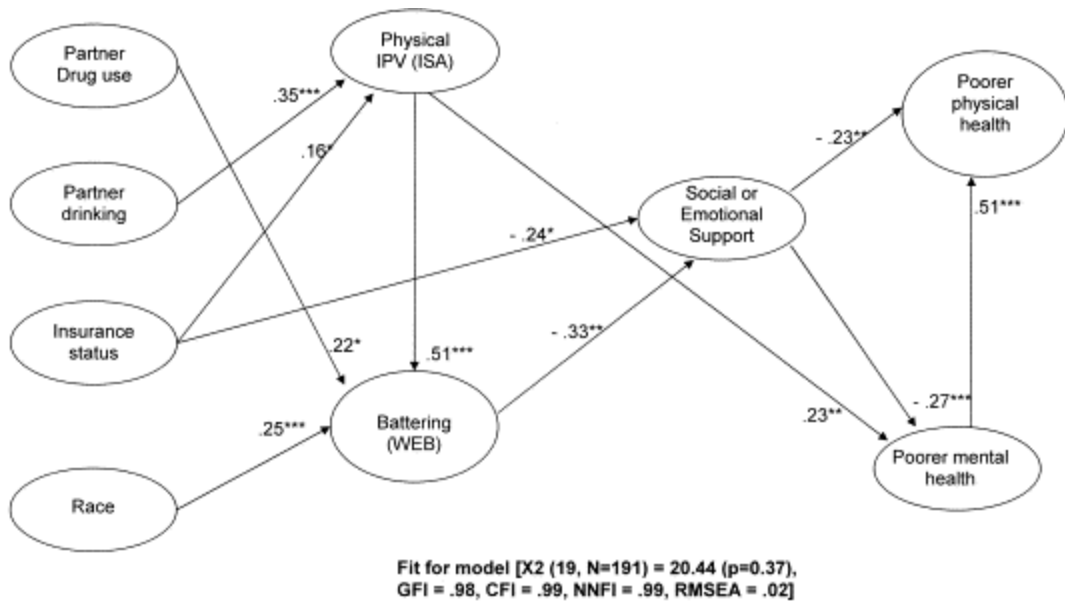 Partner
Drug use
Physical
IPV (ISA)
Poorer
physical
health
.35***
.16*
- .23**
Partner
drinking
Social or
Emotional
Support
.51***
- .24*
Insurance
status
- .33**
.22*
.51***
- .27***
.23**
.25***
Battering
(WEB)
Poorer mental
health
Race
Fit for model [X2 (19, N=191) = 20.44 (p=0.37),
GFI = .98, CFI = .99, NNFI = .99, RMSEA = .02]